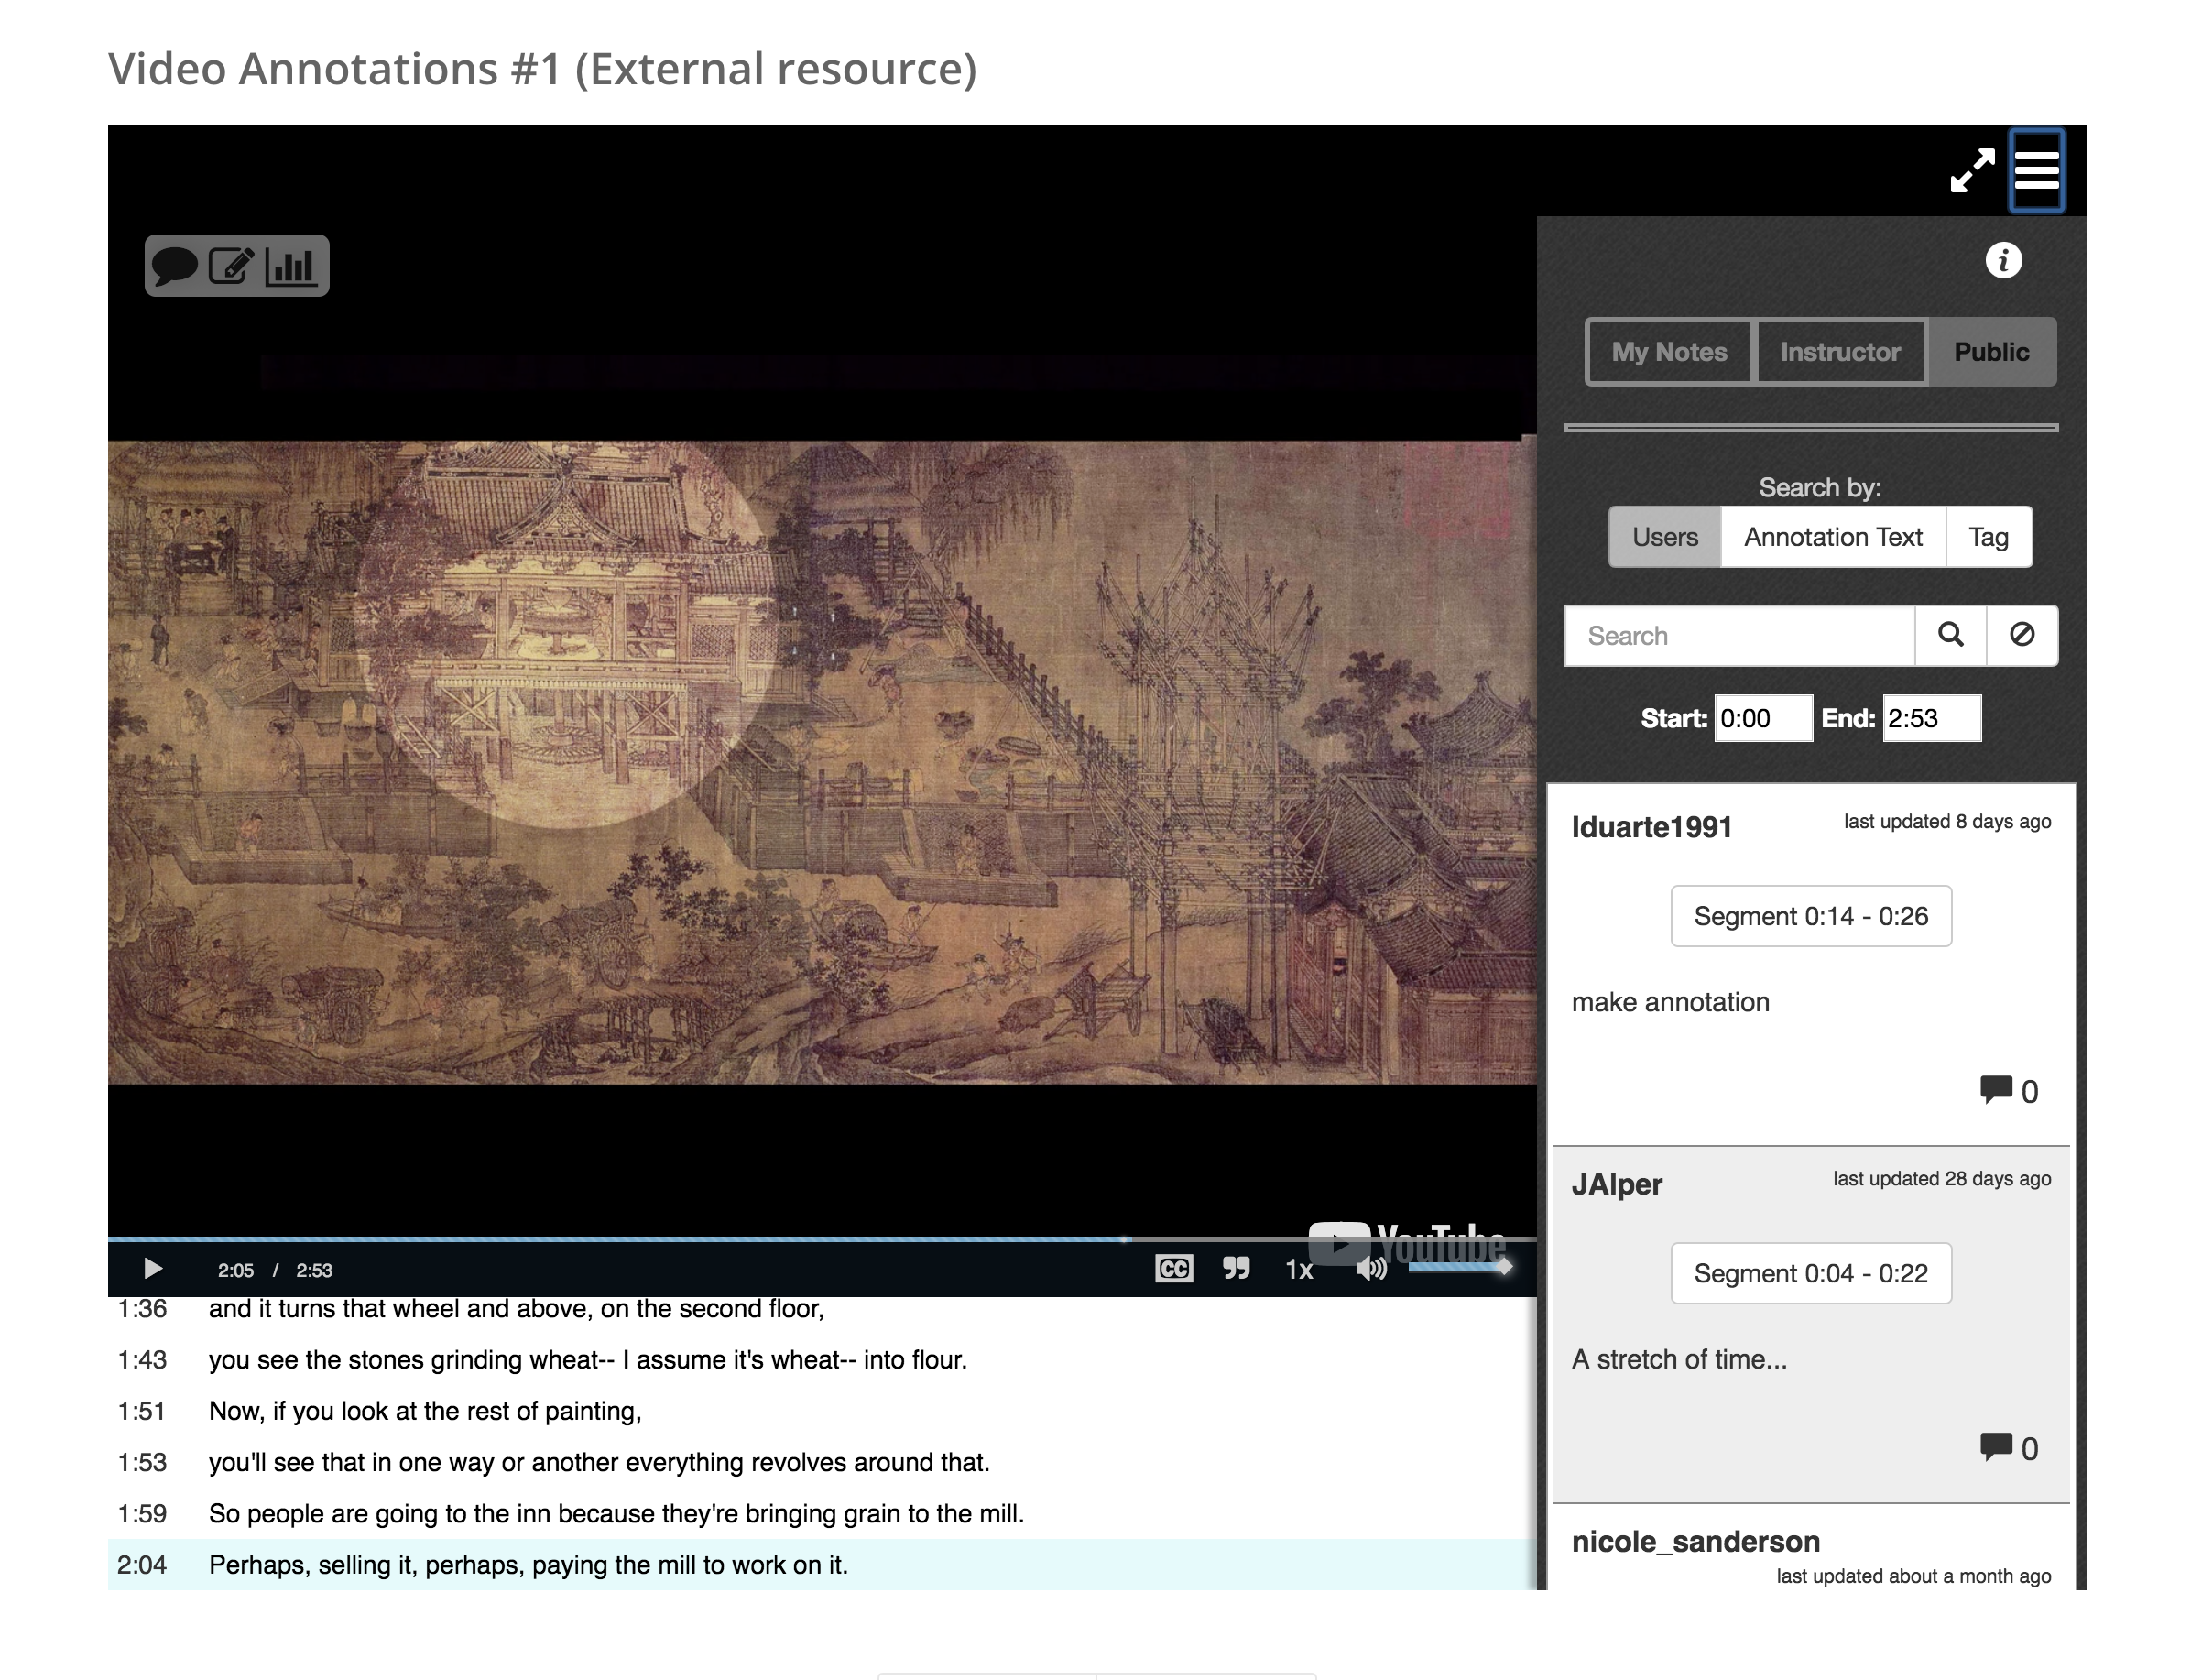 Video Annotations #1 (External resource)
My Notes Instructor Public
Search by:
Users Annotation Text Tag
Search
Start: 0:00 End: 2:53
lduarte1991 last updated 8 days ago
Segment 0:14 - 0:26
make annotation
0
JAlper last updated 28 days ago
Segment 0:04 - 0:22
A stretch of time...
0
nicole_sanderson
last updated about a month ago
YouTube
2:05 / 2:53 CC 1x
1:36 and it turns that wheel and above, on the second floor,
1:43 you see the stones grinding wheat-- I assume it's wheat-- into flour.
1:51 Now, if you look at the rest of painting,
1:53 you'll see that in one way or another everything revolves around that.
1:59 So people are going to the inn because they're bringing grain to the mill.
2:04 Perhaps, selling it, perhaps, paying the mill to work on it.